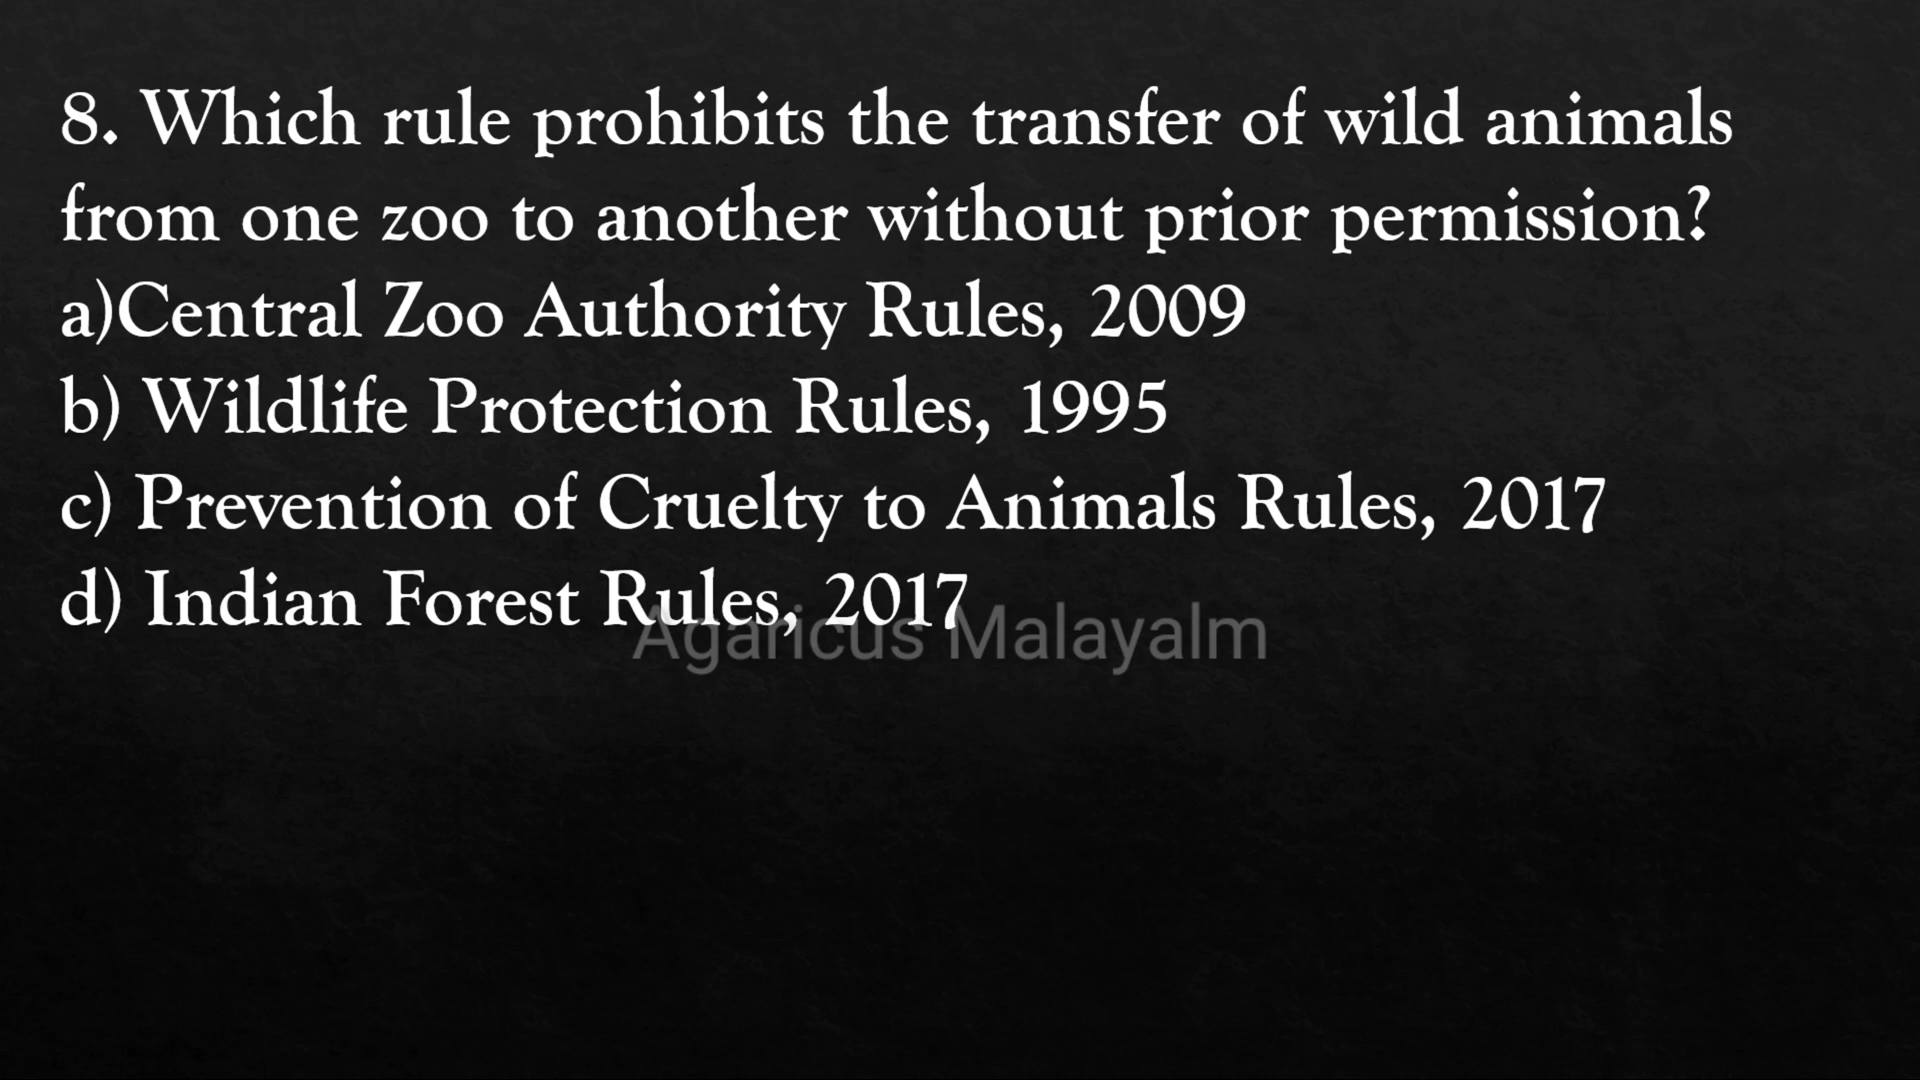 8. Which rule prohibits the transfer of wild animals
from one zoo to another without prior permission?
a)Central Zoo Authority Rules, 2009
b) Wildlife Protection Rules, 1995
c) Prevention of Cruelty to Animals Rules, 2017
d) Indian Forest Rules, 2017
Agaricus Malayalm